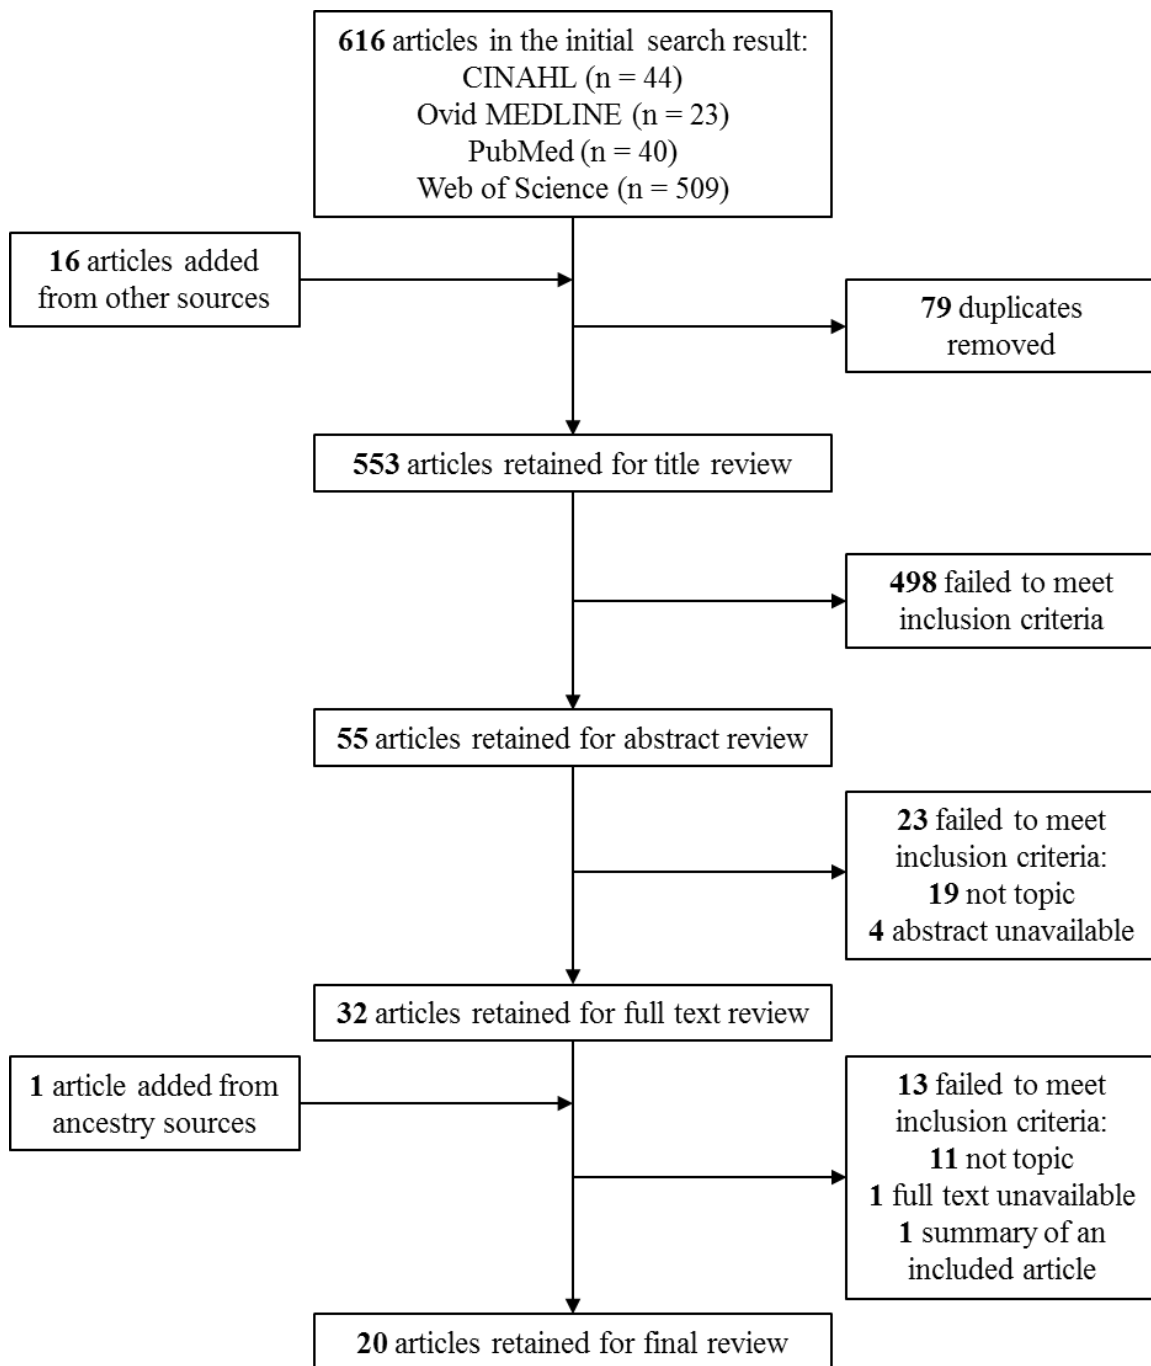 616 articles in the initial search result:
CINAHL (n = 44)
Ovid MEDLINE (n = 23)
PubMed (n = 40)
Web of Science (n = 509)
16 articles added
from other sources
79 duplicates
removed
553 articles retained for title review
498 failed to meet
inclusion criteria
55 articles retained for abstract review
23 failed to meet
inclusion criteria:
19 not topic
4 abstract unavailable
32 articles retained for full text review
1 article added from
ancestry sources
13 failed to meet
inclusion criteria:
11 not topic
1 full text unavailable
1 summary of an
included article
20 articles retained for final review